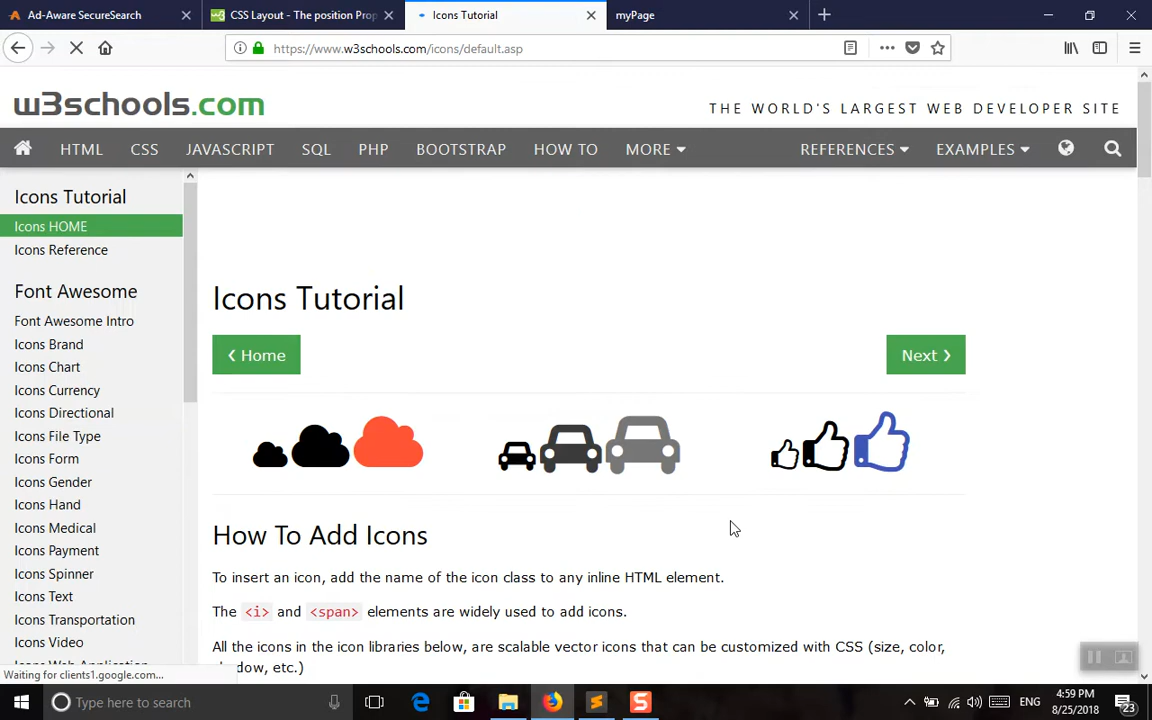 Ad-Aware SecureSearch
CSS Layout - The position Prop
Icons Tutorial
myPage
https://www.w3schools.com/icons/default.asp
w3schools.com
THE WORLD'S LARGEST WEB DEVELOPER SITE
HTML CSS JAVASCRIPT SQL PHP BOOTSTRAP HOW TO MORE REFERENCES EXAMPLES
Icons Tutorial
Icons HOME
Icons Reference
Font Awesome
Font Awesome Intro
Icons Brand
Icons Chart
Icons Currency
Icons Directional
Icons File Type
Icons Form
Icons Gender
Icons Hand
Icons Medical
Icons Payment
Icons Spinner
Icons Text
Icons Transportation
Icons Video
Icons Web Application
Icons Tutorial
❮ Home
Next ❯
How To Add Icons
To insert an icon, add the name of the icon class to any inline HTML element.
The <i> and <span> elements are widely used to add icons.
All the icons in the icon libraries below, are scalable vector icons that can be customized with CSS (size, color,
dow, etc.)
Waiting for clients1.google.com...
Type here to search
ENG
4:59 PM
8/25/2018
23